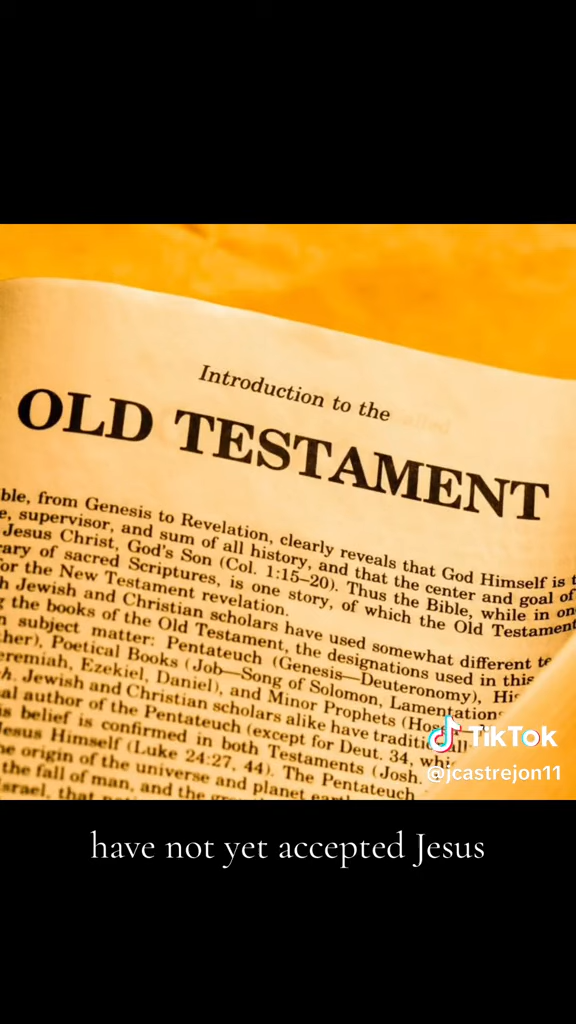 Introduction to the
OLD TESTAMENT
ble, from Genesis to Revelation, clearly reveals that God Himself is
e, supervisor, and sum of all history, and that the center and goal of
Jesus Christ, God's Son (Col. 1:15–20). Thus the Bible, while in
rary of sacred Scriptures, is one story, of which the Old Testament
for the New Testament revelation.
h Jewish and Christian scholars have used somewhat different
g the books of the Old Testament, the designations used in this
n subject matter: Pentateuch (Genesis—Deuteronomy),
her), Poetical Books (Job—Song of Solomon, Lamentations
eremiah, Ezekiel, Daniel), and Minor Prophets
h. Jewish and Christian scholars alike have
al author of the Pentateuch (except for Deut. 34,
is belief is confirmed in both Testaments (Josh.
Jesus Himself (Luke 24:27, 44). The Pentateuch
he origin of the universe and planet
the fall of man, and the
srael, that
TikTok
@jcastrejon11
have not yet accepted Jesus